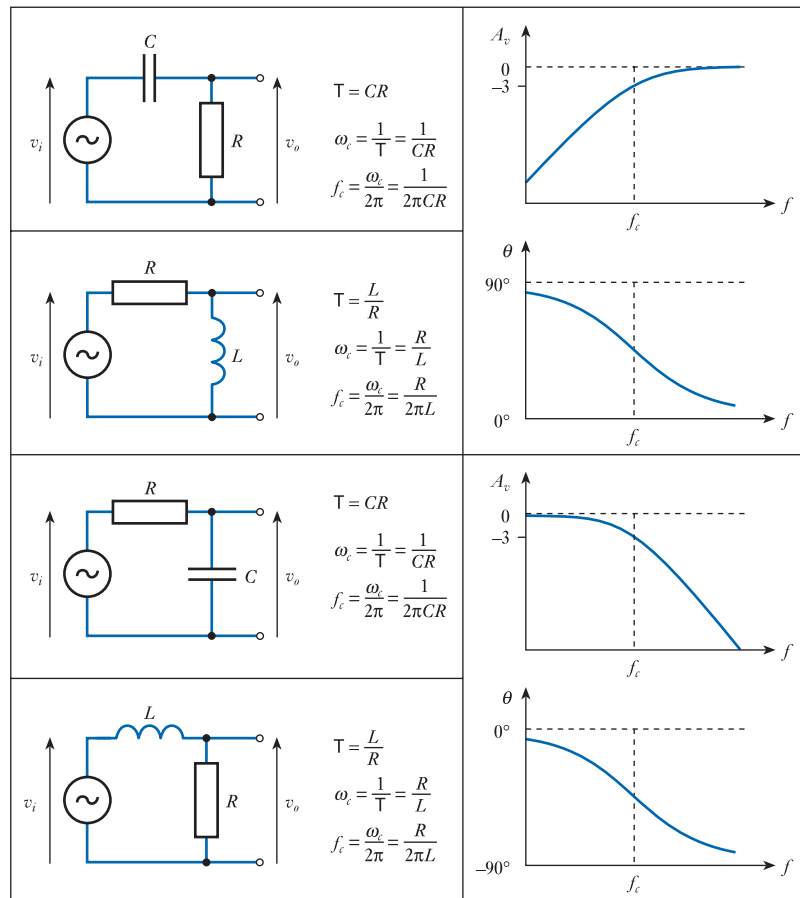 C
v_i
R
v_o
T = CR
ω_c = 1/T = 1/CR
f_c = ω_c/2π = 1/2πCR
A_v
0
−3
f_c
f
R
v_i
L
v_o
T = L/R
ω_c = 1/T = R/L
f_c = ω_c/2π = R/2πL
θ
90°
0°
f_c
f
R
v_i
C
v_o
T = CR
ω_c = 1/T = 1/CR
f_c = ω_c/2π = 1/2πCR
A_v
0
−3
f_c
f
L
v_i
R
v_o
T = L/R
ω_c = 1/T = R/L
f_c = ω_c/2π = R/2πL
θ
0°
−90°
f_c
f